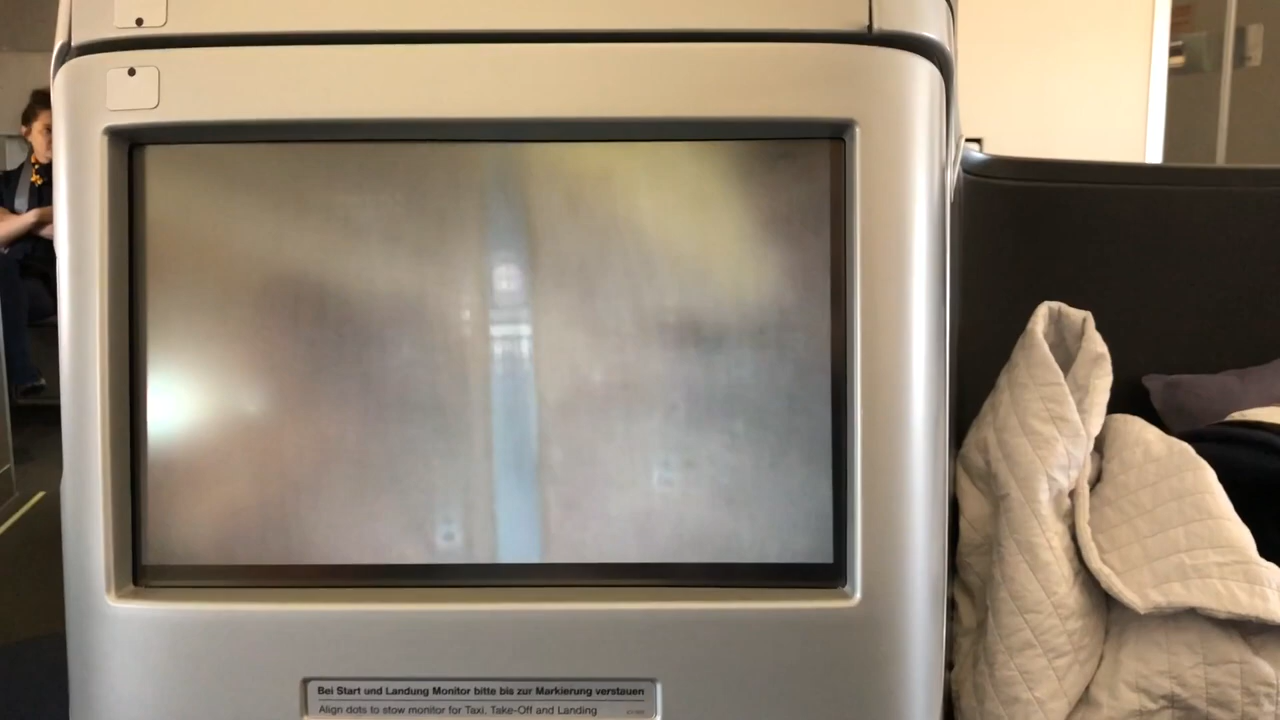 Bei Start und Landung Monitor bitte bis zur Markierung verstauen
Align dots to stow monitor for Taxi, Take-Off and Landing